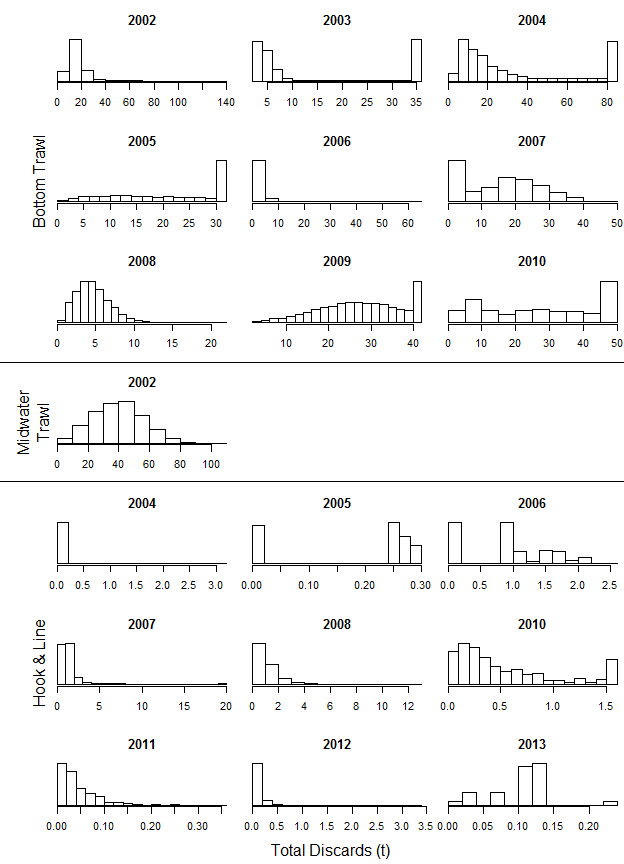 2002 2003 2004
0 20 40 60 80 100 140 5 10 15 20 25 30 35 0 20 40 60 80
Bottom Trawl
2005 2006 2007
0 5 10 15 20 25 30 0 10 20 30 40 50 60 0 10 20 30 40 50
2008 2009 2010
0 5 10 15 20 10 20 30 40 0 10 20 30 40 50
Midwater
Trawl
2002
0 20 40 60 80 100
2004 2005 2006
0.0 0.5 1.0 1.5 2.0 2.5 3.0 0.00 0.10 0.20 0.30 0.0 0.5 1.0 1.5 2.0 2.5
Hook & Line
2007 2008 2010
0 5 10 15 20 0 2 4 6 8 10 12 0.0 0.5 1.0 1.5
2011 2012 2013
0.00 0.10 0.20 0.30 0.0 0.5 1.0 1.5 2.0 2.5 3.0 3.5 0.00 0.05 0.10 0.15 0.20
Total Discards (t)